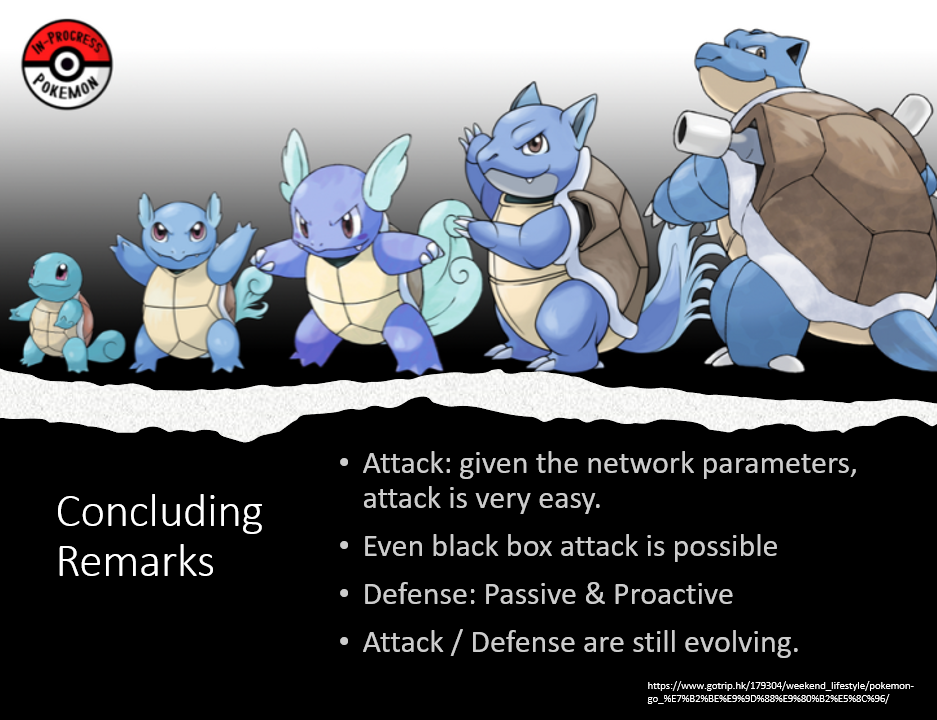 IN-PROGRESS
POKEMON
Concluding
Remarks
• Attack: given the network parameters,
attack is very easy.
• Even black box attack is possible
• Defense: Passive & Proactive
• Attack / Defense are still evolving.
https://www.gotrip.hk/179304/weekend_lifestyle/pokemon-
go_%E7%B2%BE%E9%9D%88%E9%80%B2%E5%8C%96/